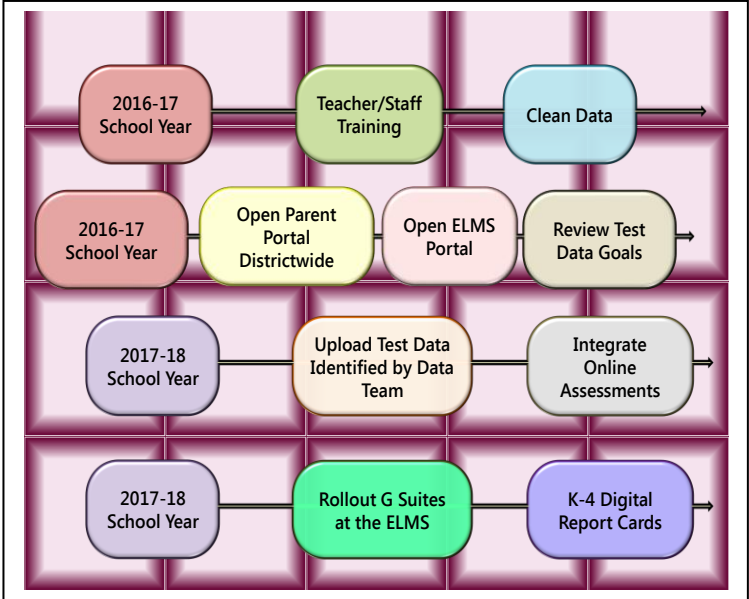 2016-17
School Year
Teacher/Staff
Training
Clean Data
2016-17
School Year
Open Parent
Portal
Districtwide
Open ELMS
Portal
Review Test
Data Goals
2017-18
School Year
Upload Test Data
Identified by Data
Team
Integrate
Online
Assessments
2017-18
School Year
Rollout G Suites
at the ELMS
K-4 Digital
Report Cards